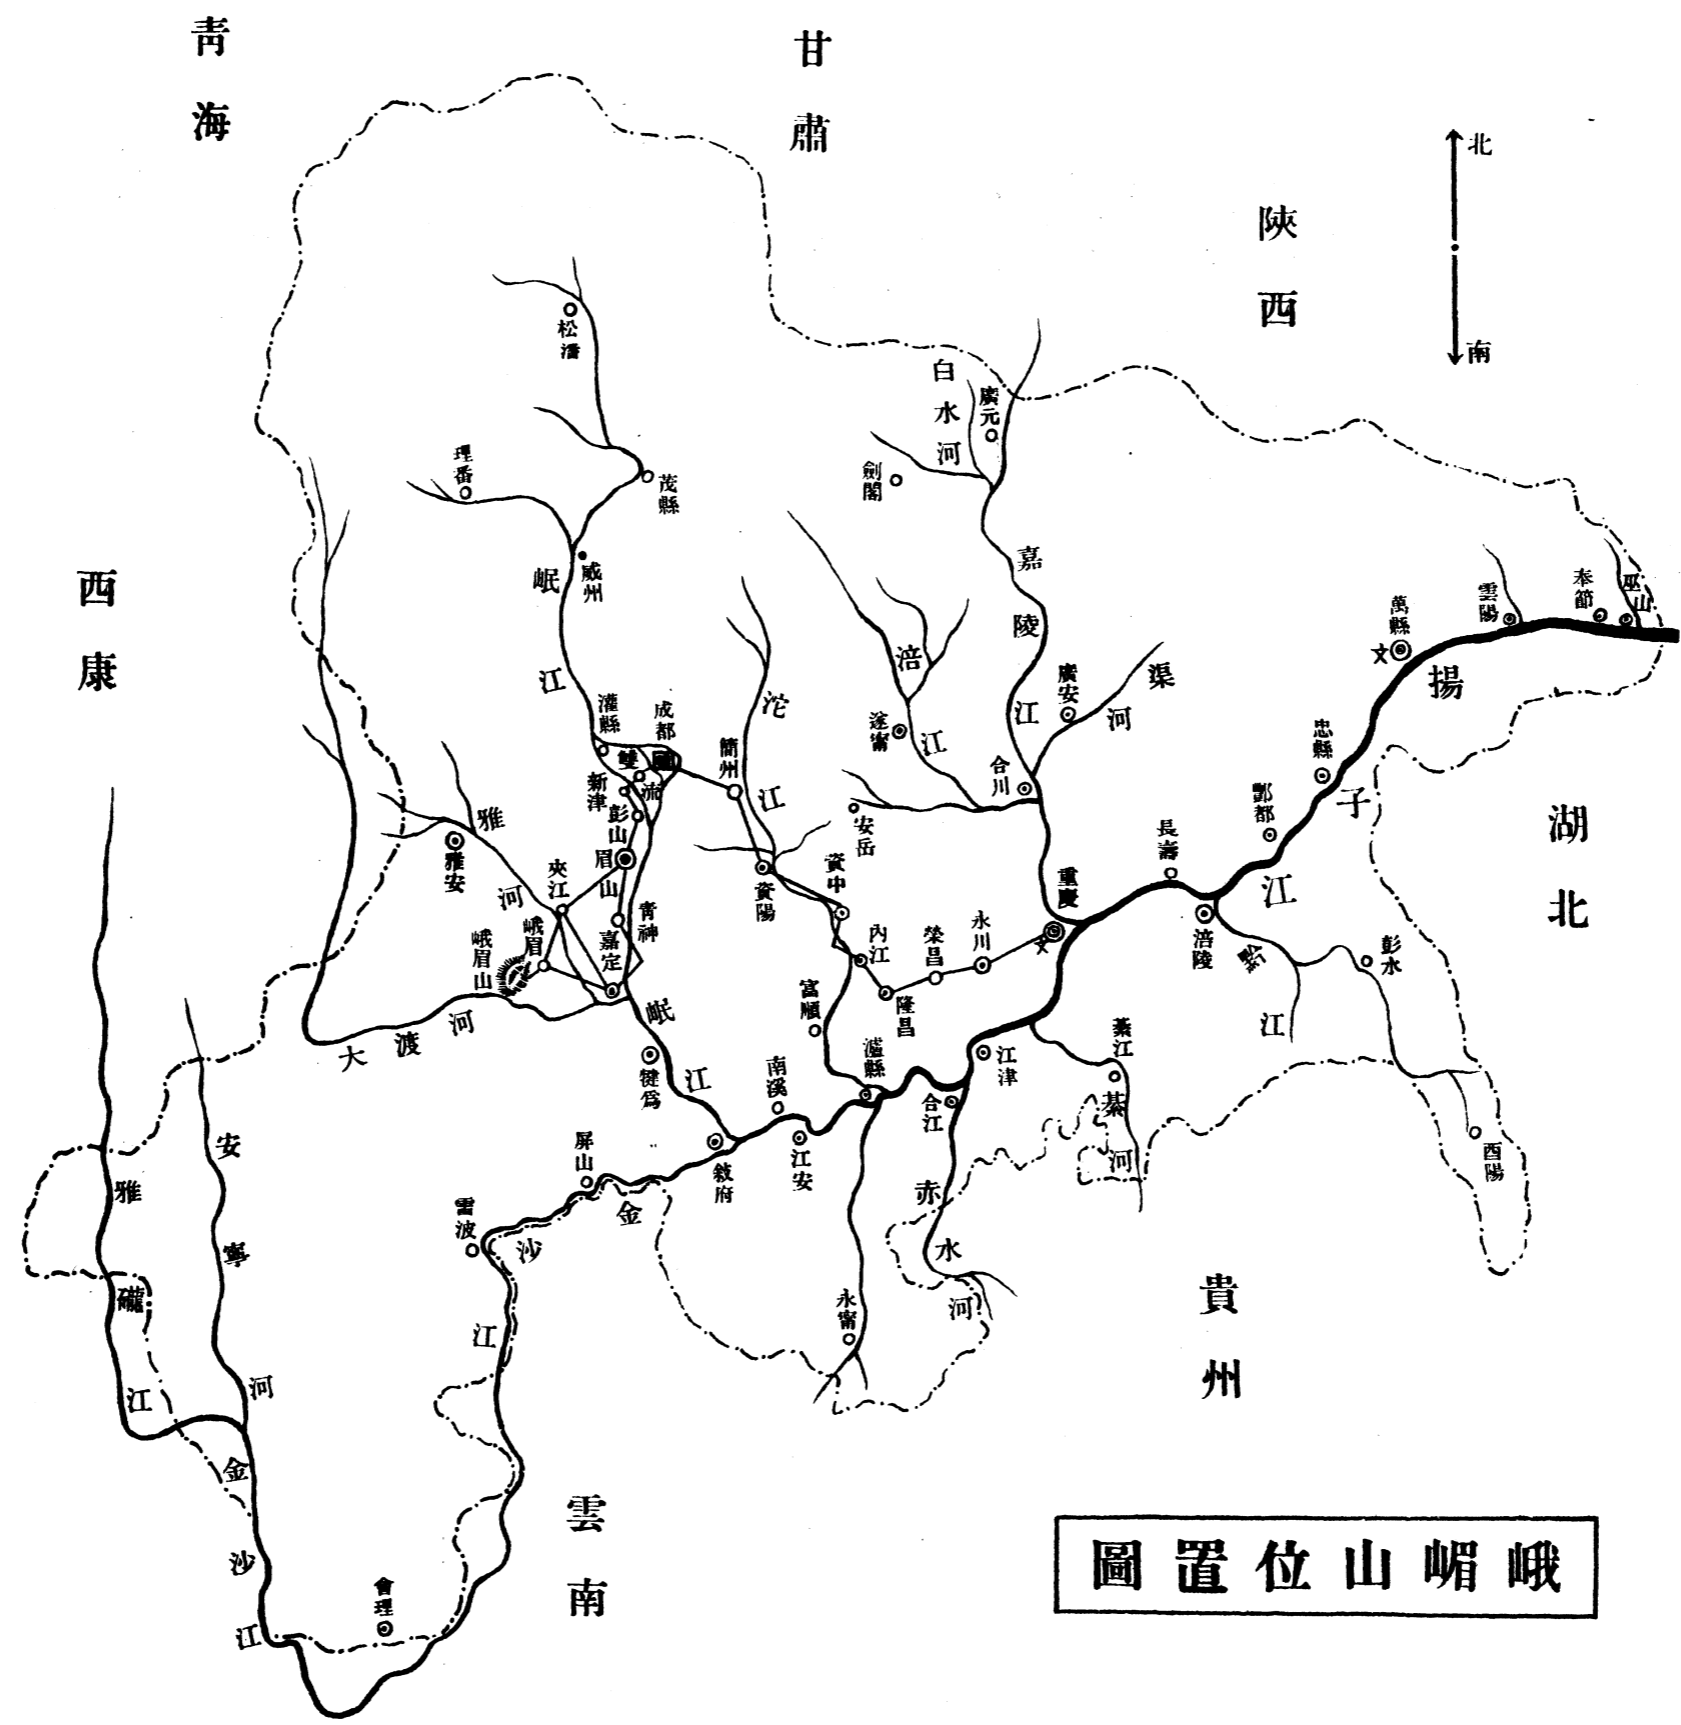 青海
甘肅
陝西
北
南
西康
湖北
貴州
雲南
松潘
理番
茂縣
威州
岷江
白水河
廣元
劍閣
嘉陵江
涪江
沱江
渠河
廣安
遂甯
合川
安岳
灌縣
成都
雙流
新津
彭山
眉山
青神
夾江
嘉定
峨眉
峨眉山
雅河
雅安
簡州
資陽
資中
內江
隆昌
榮昌
永川
重慶
長壽
涪陵
酆都
忠縣
萬縣
雲陽
奉節
巫山
揚子江
黔江
彭水
酉陽
綦江
綦河
江津
合江
瀘縣
富順
南溪
江安
敘府
犍為
岷江
大渡河
屏山
雷波
金沙江
永甯
赤水河
安寧河
雅礲江
金沙江
會理
峨嵋山位置圖